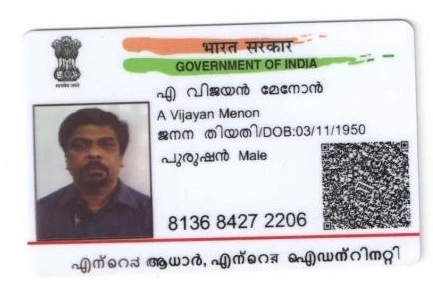 भारत सरकार
GOVERNMENT OF INDIA
എ വിജയൻ മേനോൻ
A Vijayan Menon
ജനന തിയതി/DOB:03/11/1950
പുരുഷൻ Male
8136 8427 2206
എന്റെ ആധാർ, എന്റെ ഐഡന്റിറ്റി